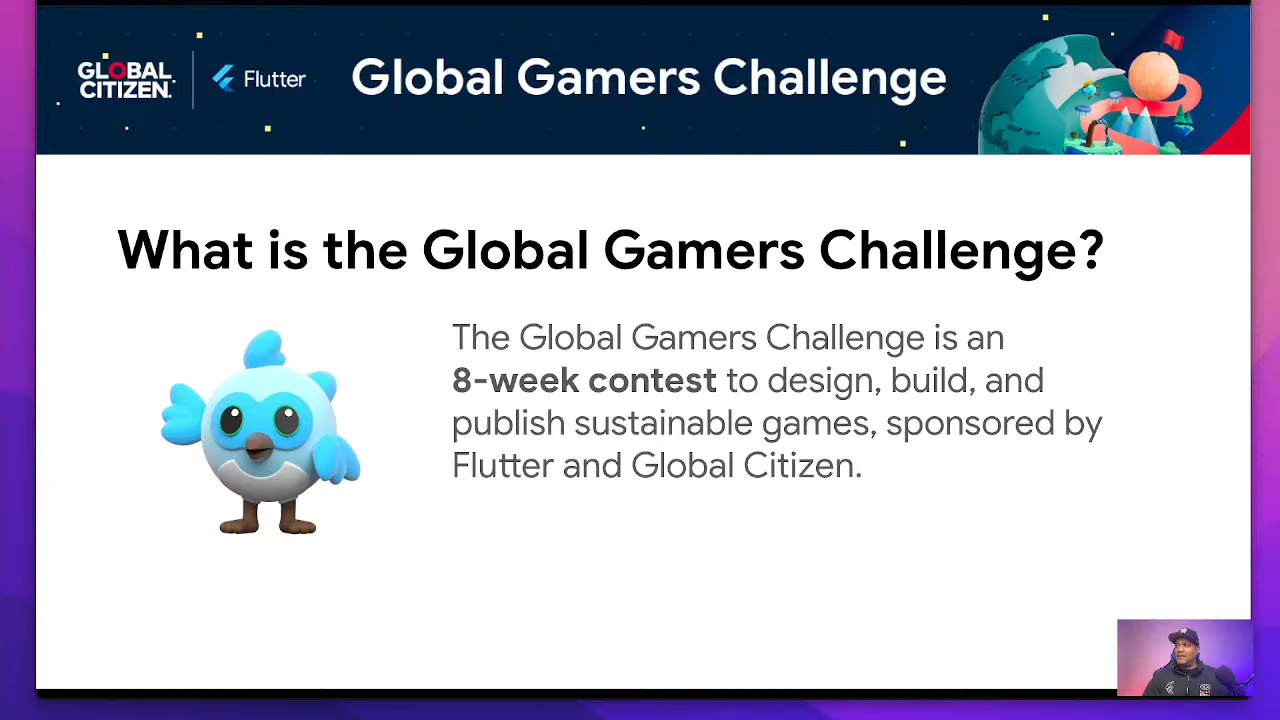 GLOBAL
CITIZEN.
Flutter
Global Gamers Challenge
What is the Global Gamers Challenge?
The Global Gamers Challenge is an
8-week contest to design, build, and
publish sustainable games, sponsored by
Flutter and Global Citizen.